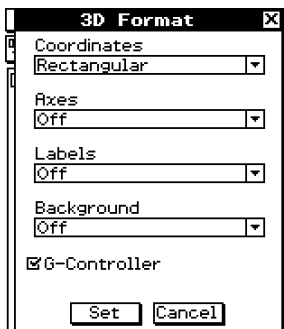 3D Format
Coordinates
Rectangular
Axes
Off
Labels
Off
Background
Off
G-Controller
Set Cancel